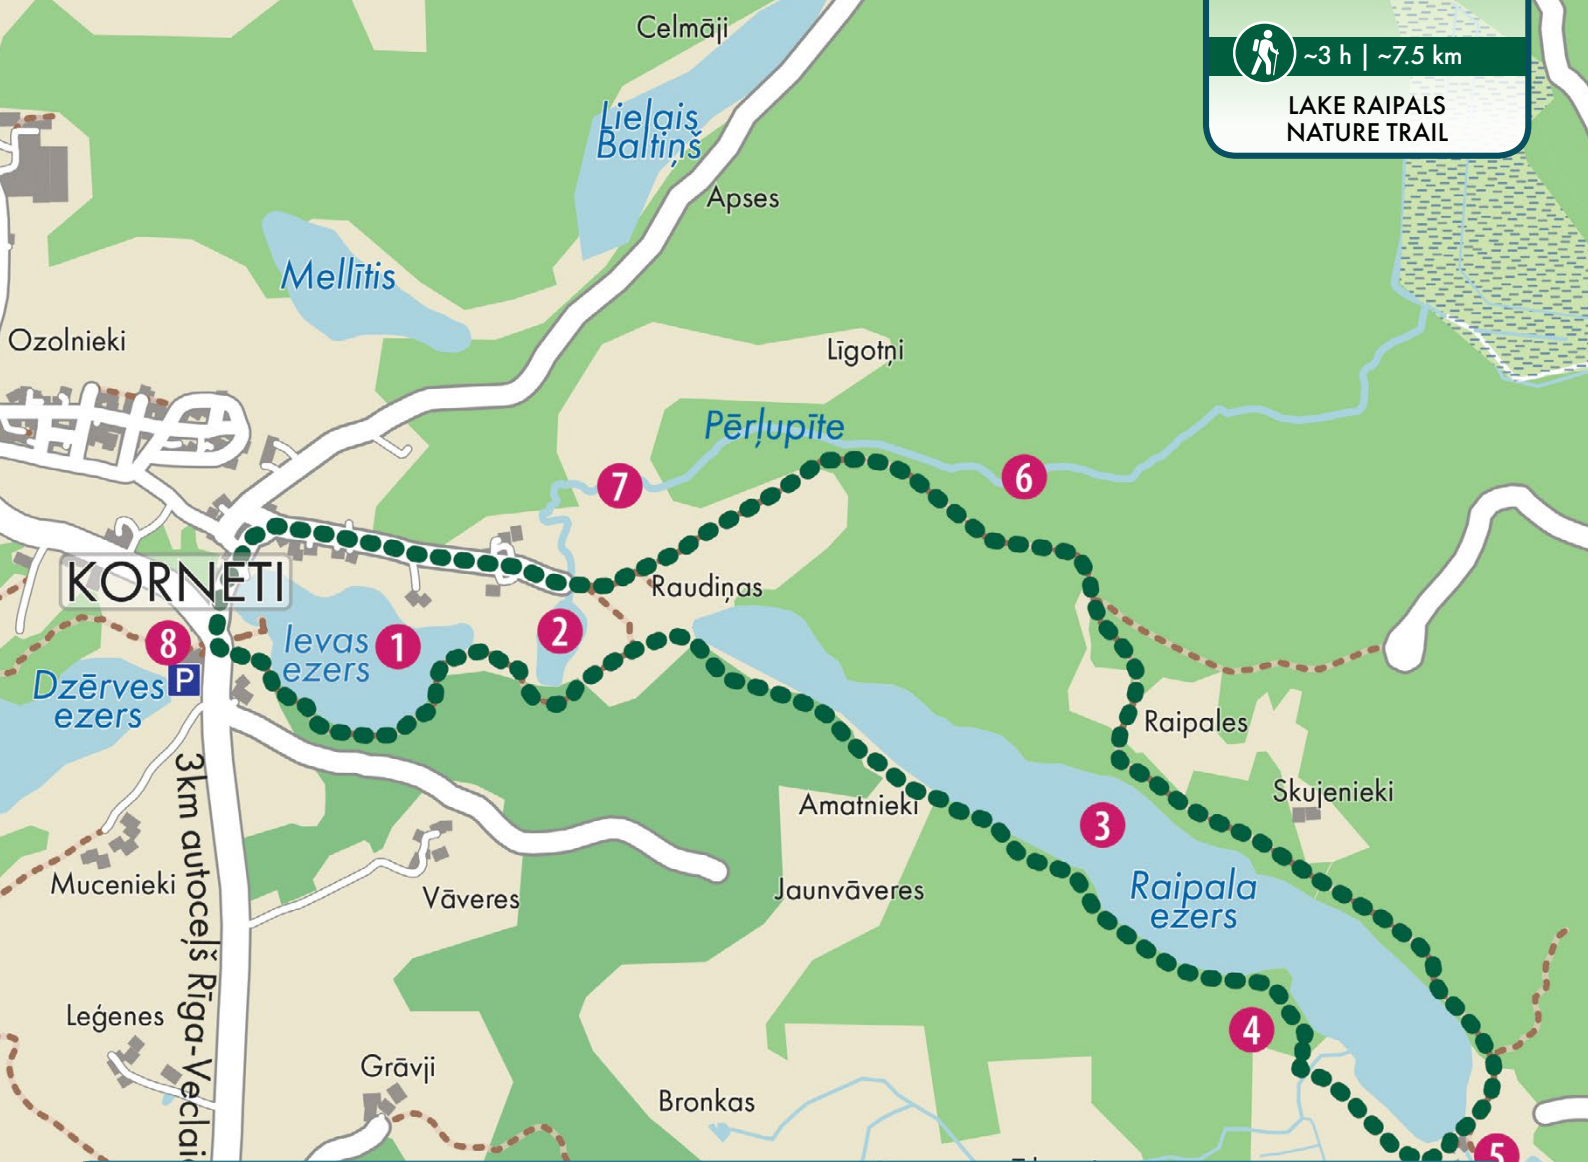 Celmāji
~3 h | ~7.5 km
LAKE RAIPALS
NATURE TRAIL
Lielais
Baltiņš
Apses
Mellītis
Ozolnieki
Līgotņi
Pērļupīte
7
6
KORNETI
Raudiņas
Ievas
ezers
1
2
8
P
Dzērves
ezers
Raipales
3km autoceļš Rīga-Veclai
Amatnieki
3
Skujenieki
Mucenieki
Vāveres
Jaunvāveres
Raipala
ezers
Leģenes
4
Grāvji
Bronkas
5